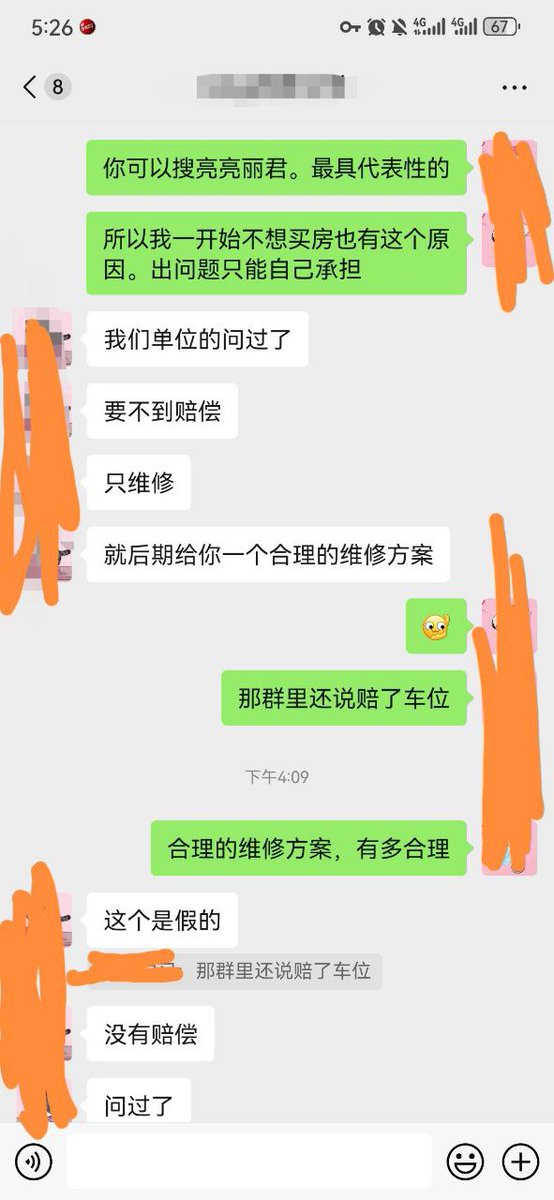 5:26
4G
4G
67
8
你可以搜亮亮丽君。最具代表性的
所以我一开始不想买房也有这个原
因。出问题只能自己承担
我们单位的问过了
要不到赔偿
只维修
就后期给你一个合理的维修方案
那群里还说赔了车位
下午4:09
合理的维修方案，有多合理
这个是假的
那群里还说赔了车位
没有赔偿
问过了